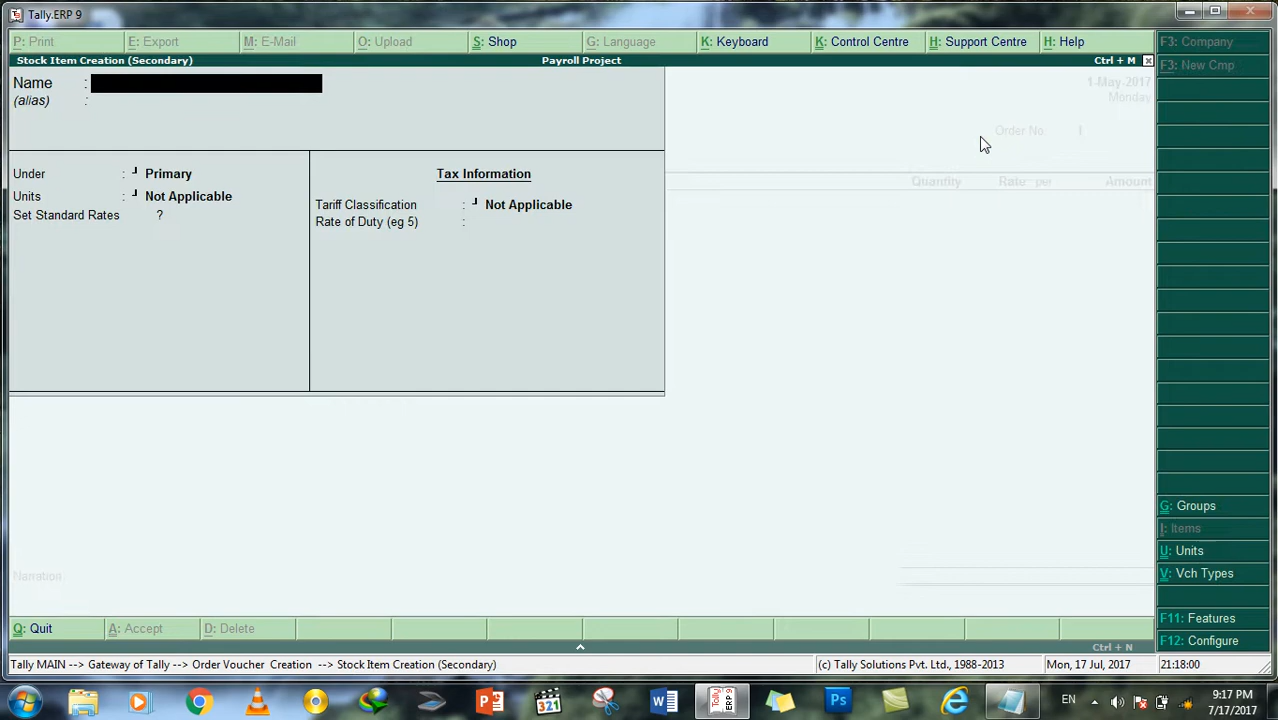 Tally.ERP 9
P: Print E: Export M: E-Mail O: Upload S: Shop G: Language K: Keyboard K: Control Centre H: Support Centre H: Help F3: Company
Stock Item Creation (Secondary) Payroll Project Ctrl + M
F3: New Cmp
Name :
(alias) :
1-May-2017
Monday
Order No
Quantity Rate per Amount
Under : Primary
Units : Not Applicable
Set Standard Rates ?
Tax Information
Tariff Classification : Not Applicable
Rate of Duty (eg 5) :
G: Groups
I: Items
U: Units
V: Vch Types
F11: Features
F12: Configure
Narration:
Q: Quit A: Accept D: Delete
Ctrl + N
Tally MAIN --> Gateway of Tally --> Order Voucher Creation --> Stock Item Creation (Secondary) (c) Tally Solutions Pvt. Ltd., 1988-2013 Mon, 17 Jul, 2017 21:18:00
321
Tally ERP 9
Ps
EN
9:17 PM
7/17/2017